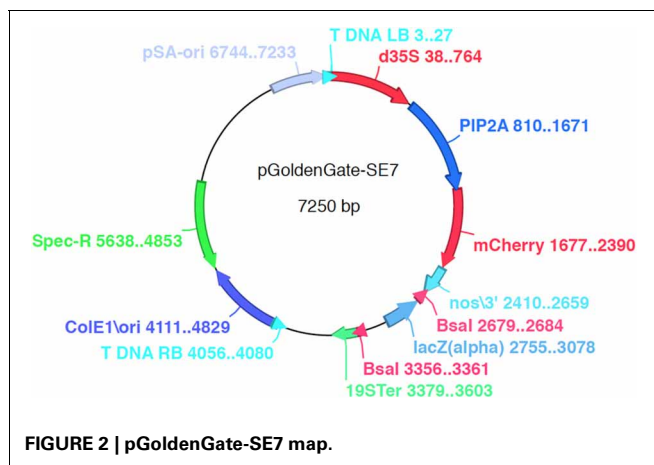 T DNA LB 3..27
pSA-ori 6744..7233
d35S 38..764
PIP2A 810..1671
pGoldenGate-SE7
7250 bp
Spec-R 5638..4853
mCherry 1677..2390
nos\3' 2410..2659
BsaI 2679..2684
ColE1\ori 4111..4829
lacZ(alpha) 2755..3078
T DNA RB 4056..4080
BsaI 3356..3361
19STer 3379..3603
FIGURE 2 | pGoldenGate-SE7 map.